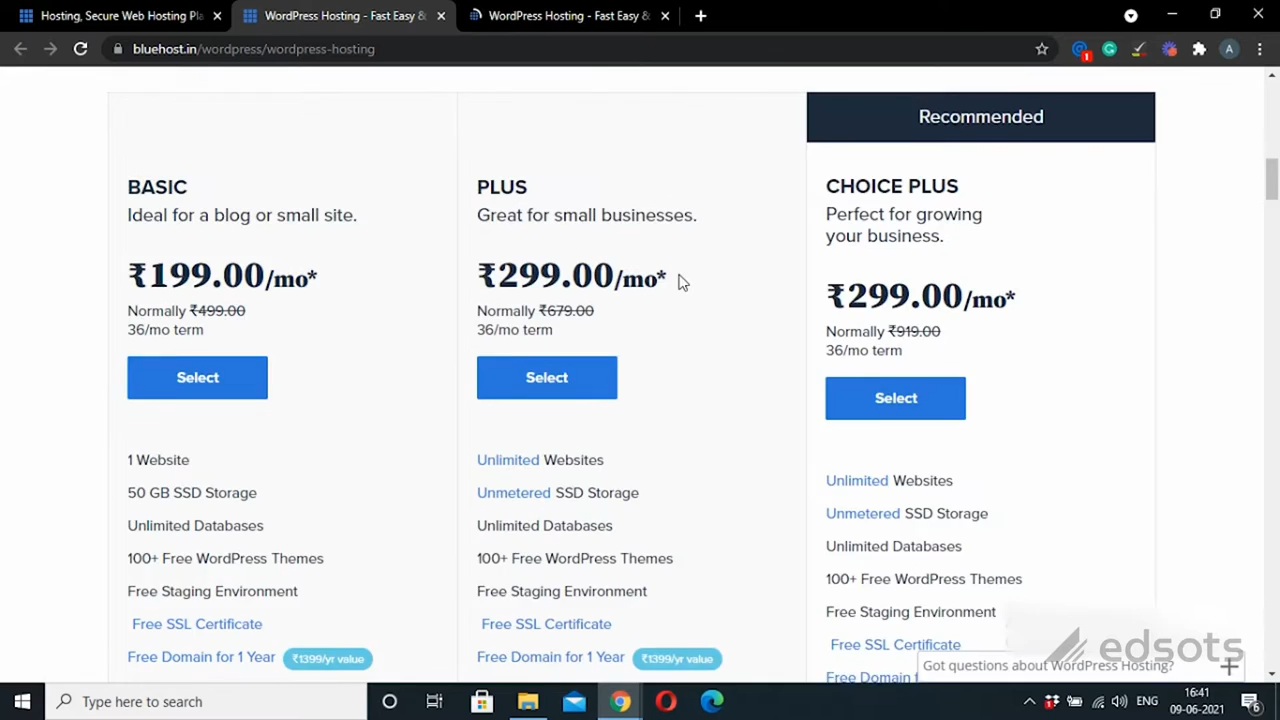 Hosting, Secure Web Hosting Pla
WordPress Hosting - Fast Easy &
WordPress Hosting - Fast Easy &
bluehost.in/wordpress/wordpress-hosting
1
A
Recommended
BASIC
Ideal for a blog or small site.
₹199.00/mo*
Normally ₹499.00
36/mo term
Select
1 Website
50 GB SSD Storage
Unlimited Databases
100+ Free WordPress Themes
Free Staging Environment
Free SSL Certificate
Free Domain for 1 Year ₹1399/yr value
PLUS
Great for small businesses.
₹299.00/mo*
Normally ₹679.00
36/mo term
Select
Unlimited Websites
Unmetered SSD Storage
Unlimited Databases
100+ Free WordPress Themes
Free Staging Environment
Free SSL Certificate
Free Domain for 1 Year ₹1399/yr value
CHOICE PLUS
Perfect for growing
your business.
₹299.00/mo*
Normally ₹919.00
36/mo term
Select
Unlimited Websites
Unmetered SSD Storage
Unlimited Databases
100+ Free WordPress Themes
Free Staging Environment
Free SSL Certificate
Free Domain f
edsots
Got questions about WordPress Hosting?
Type here to search
ENG
16:41
09-06-2021
6